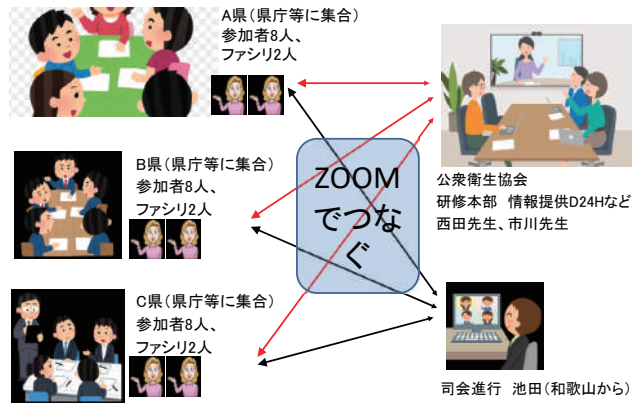 A県（県庁等に集合）
参加者8人、
ファシリ2人
B県（県庁等に集合）
参加者8人、
ファシリ2人
C県（県庁等に集合）
参加者8人、
ファシリ2人
ZOOM
でつな
ぐ
公衆衛生協会
研修本部 情報提供D24Hなど
西田先生、市川先生
司会進行 池田（和歌山から）